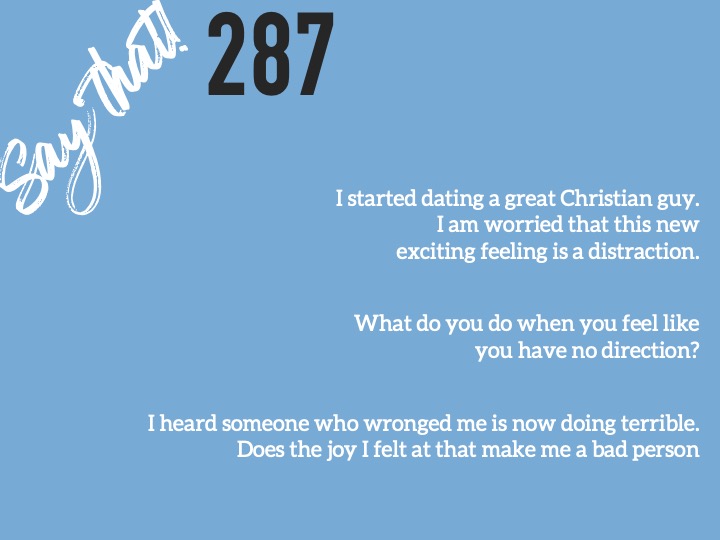 Say that!
287
I started dating a great Christian guy.
I am worried that this new
exciting feeling is a distraction.
What do you do when you feel like
you have no direction?
I heard someone who wronged me is now doing terrible.
Does the joy I felt at that make me a bad person